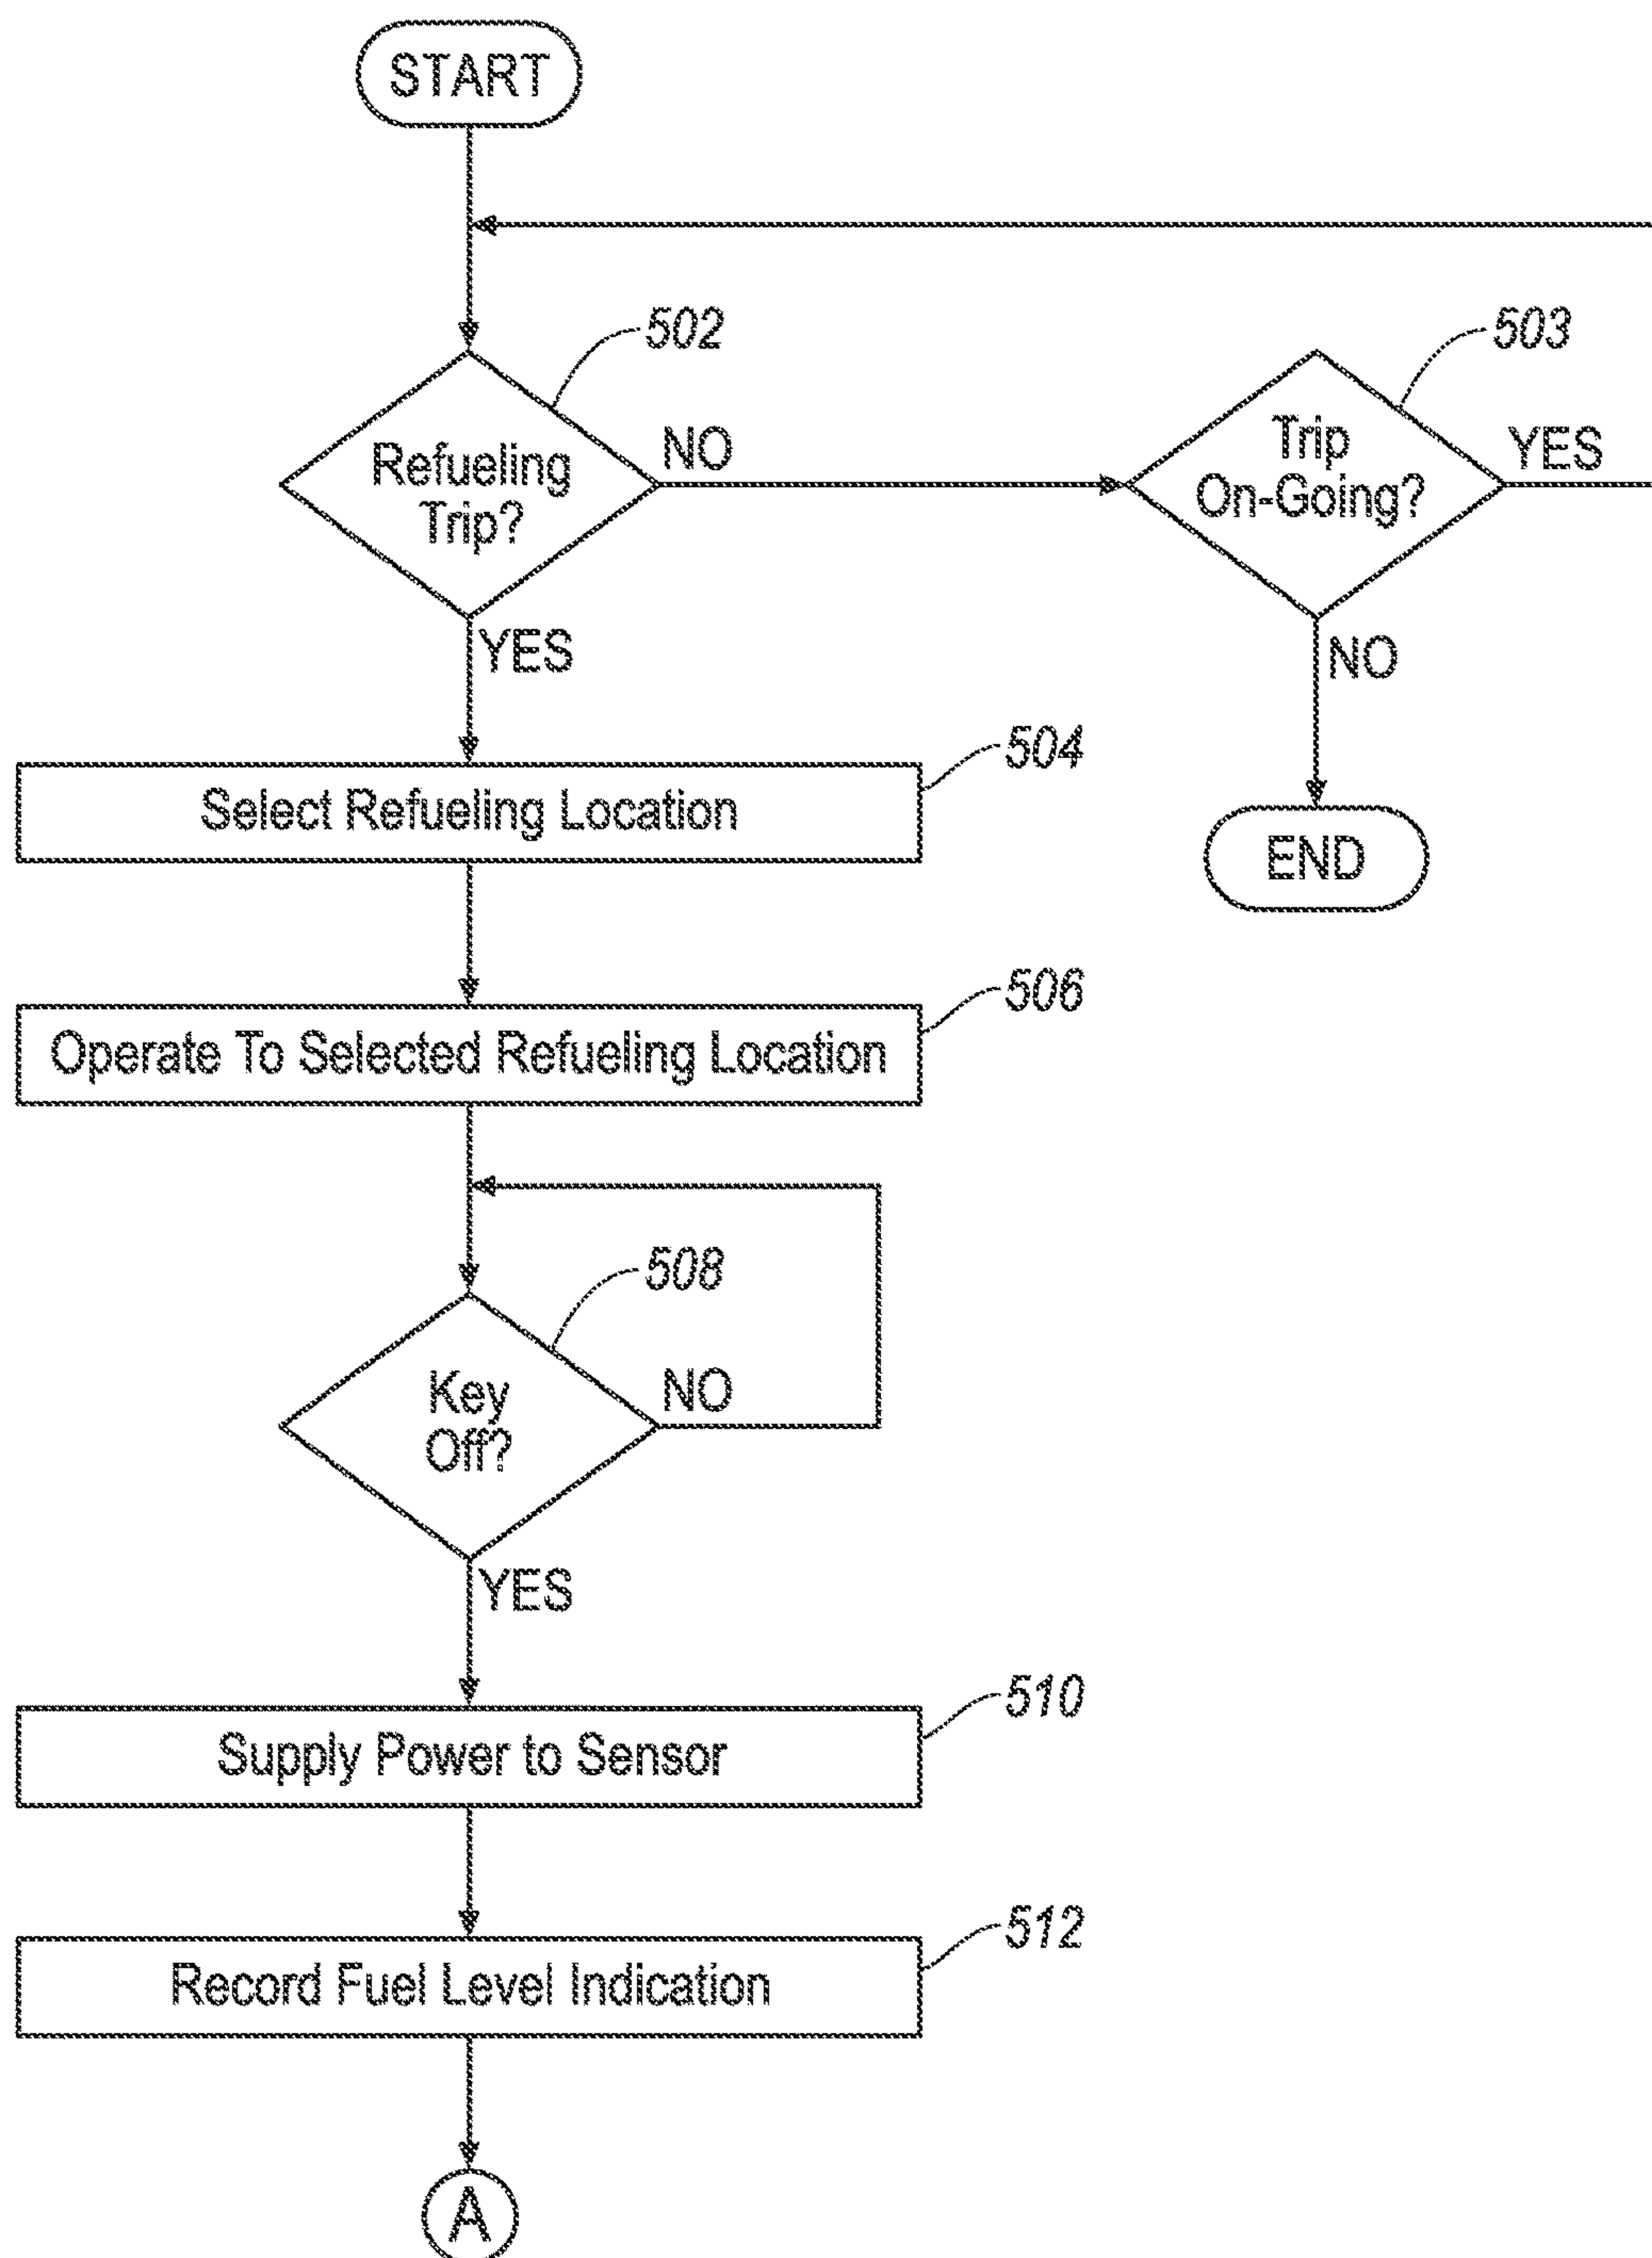 START
502
503
Refueling
Trip?
NO
Trip
On-Going?
YES
YES
NO
504
Select Refueling Location
END
506
Operate To Selected Refueling Location
508
Key
Off?
NO
YES
510
Supply Power to Sensor
512
Record Fuel Level Indication
A